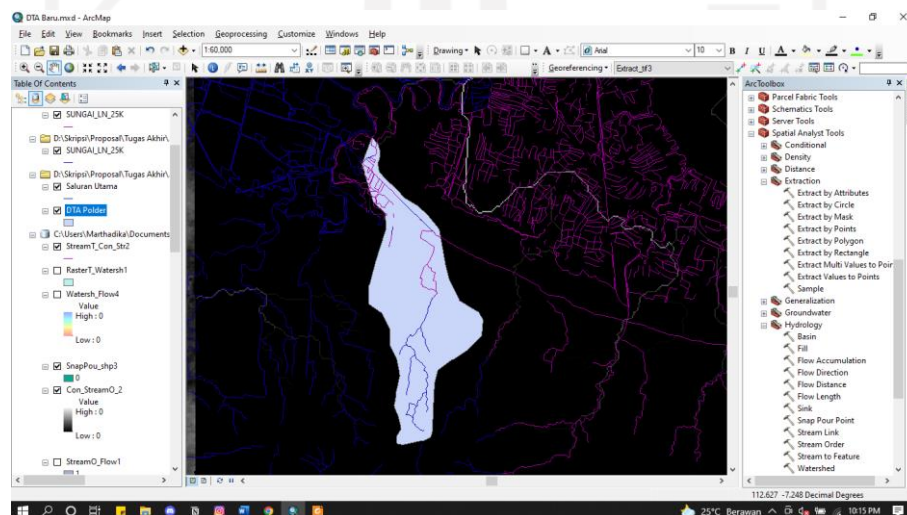 DTA Baru.mxd - ArcMap
File Edit View Bookmarks Insert Selection Geoprocessing Customize Windows Help
1:60,000 Drawing Arial 10 B I U A
Georeferencing Extract_tif3
Table Of Contents
SUNGAI_LN_25K
D:\Skripsi\Proposal\Tugas Akhir\
SUNGAI_LN_25K
D:\Skripsi\Proposal\Tugas Akhir\
Saluran Utama
DTA Polder
C:\Users\Marthadika\Documents
StreamT_Con_Str2
RasterT_Watersh1
Watersh_Flow4
Value
High : 0
Low : 0
SnapPou_shp3
0
Con_StreamO_2
Value
High : 0
Low : 0
StreamO_Flow1
1
ArcToolbox
Parcel Fabric Tools
Schematics Tools
Server Tools
Spatial Analyst Tools
Conditional
Density
Distance
Extraction
Extract by Attributes
Extract by Circle
Extract by Mask
Extract by Points
Extract by Polygon
Extract by Rectangle
Extract Multi Values to Poir
Extract Values to Points
Sample
Generalization
Groundwater
Hydrology
Basin
Fill
Flow Accumulation
Flow Direction
Flow Distance
Flow Length
Sink
Snap Pour Point
Stream Link
Stream Order
Stream to Feature
Watershed
112.627 -7.248 Decimal Degrees
25°C Berawan 10:15 PM